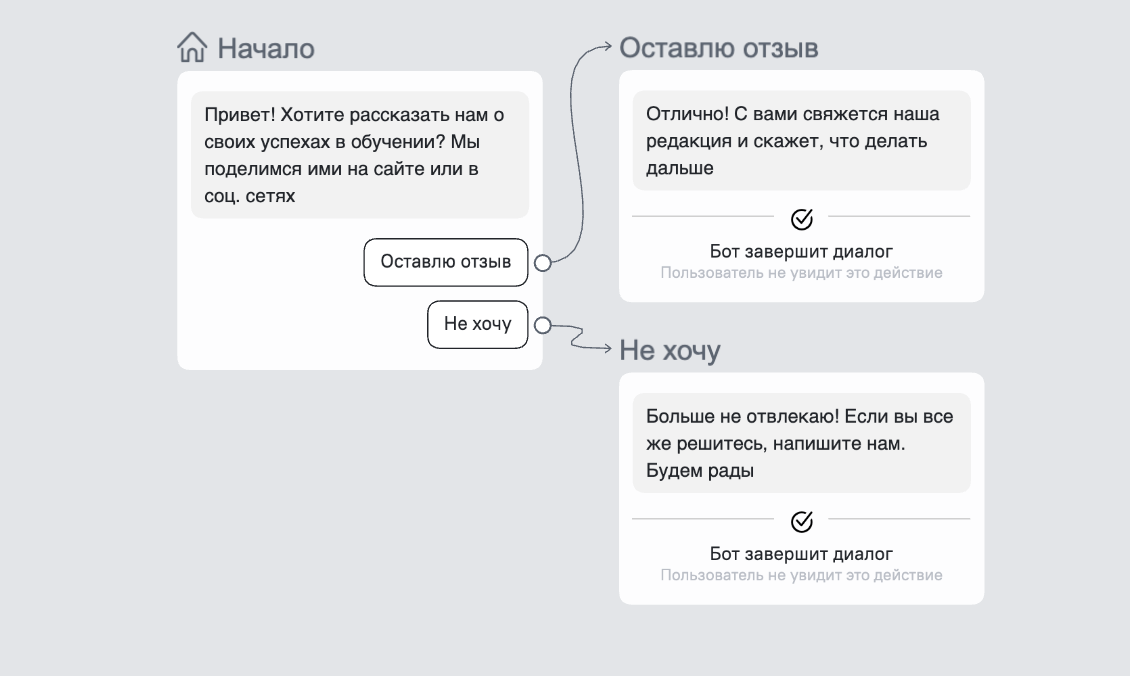 Начало
Привет! Хотите рассказать нам о
своих успехах в обучении? Мы
поделимся ими на сайте или в
соц. сетях
Оставлю отзыв
Не хочу
Оставлю отзыв
Отлично! С вами свяжется наша
редакция и скажет, что делать
дальше
Бот завершит диалог
Пользователь не увидит это действие
Не хочу
Больше не отвлекаю! Если вы все
же решитесь, напишите нам.
Будем рады
Бот завершит диалог
Пользователь не увидит это действие